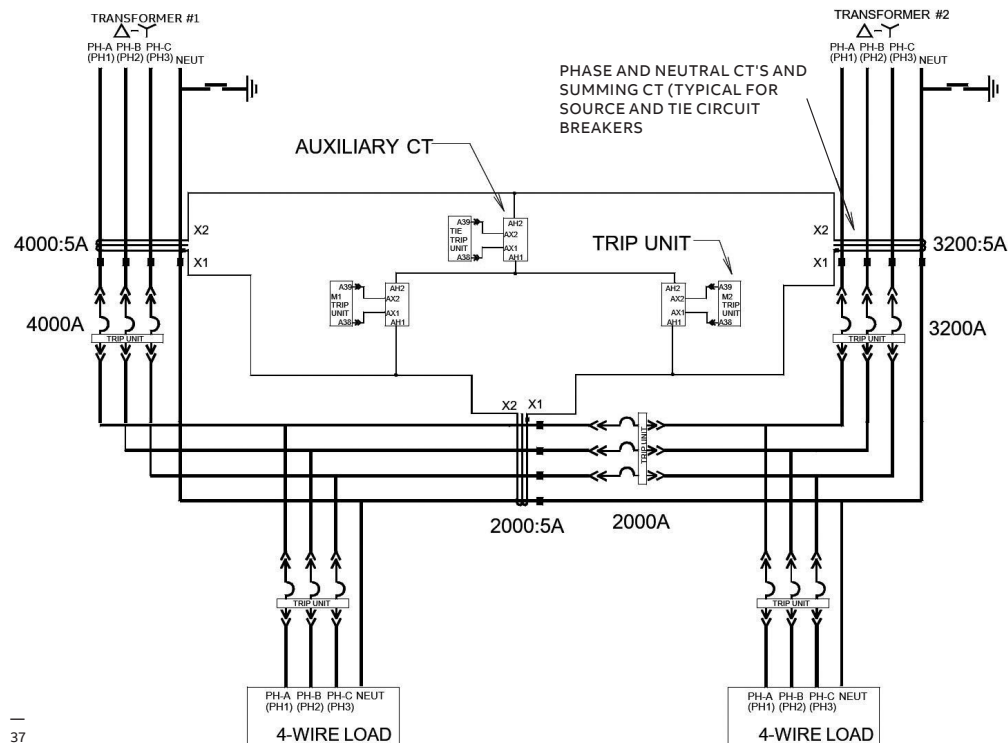 TRANSFORMER #1
PH-A PH-B PH-C
(PH1) (PH2) (PH3) NEUT
TRANSFORMER #2
PH-A PH-B PH-C
(PH1) (PH2) (PH3) NEUT
PHASE AND NEUTRAL CT'S AND
SUMMING CT (TYPICAL FOR
SOURCE AND TIE CIRCUIT
BREAKERS
AUXILIARY CT
TRIP UNIT
4000:5A
X2
X1
4000A
TRIP UNIT
A39
TIE
TRIP
UNIT
A38
AH2
AX2
AX1
AH1
A39
M1
TRIP
UNIT
A38
AH2
AX2
AX1
AH1
AH2
AX2
AX1
AH1
A39
M2
TRIP
UNIT
A38
X2
X1
3200:5A
3200A
TRIP UNIT
X2 X1
TRIP UNIT
2000:5A
2000A
TRIP UNIT
TRIP UNIT
PH-A PH-B PH-C NEUT
(PH1) (PH2) (PH3)
4-WIRE LOAD
PH-A PH-B PH-C NEUT
(PH1) (PH2) (PH3)
4-WIRE LOAD
—
37